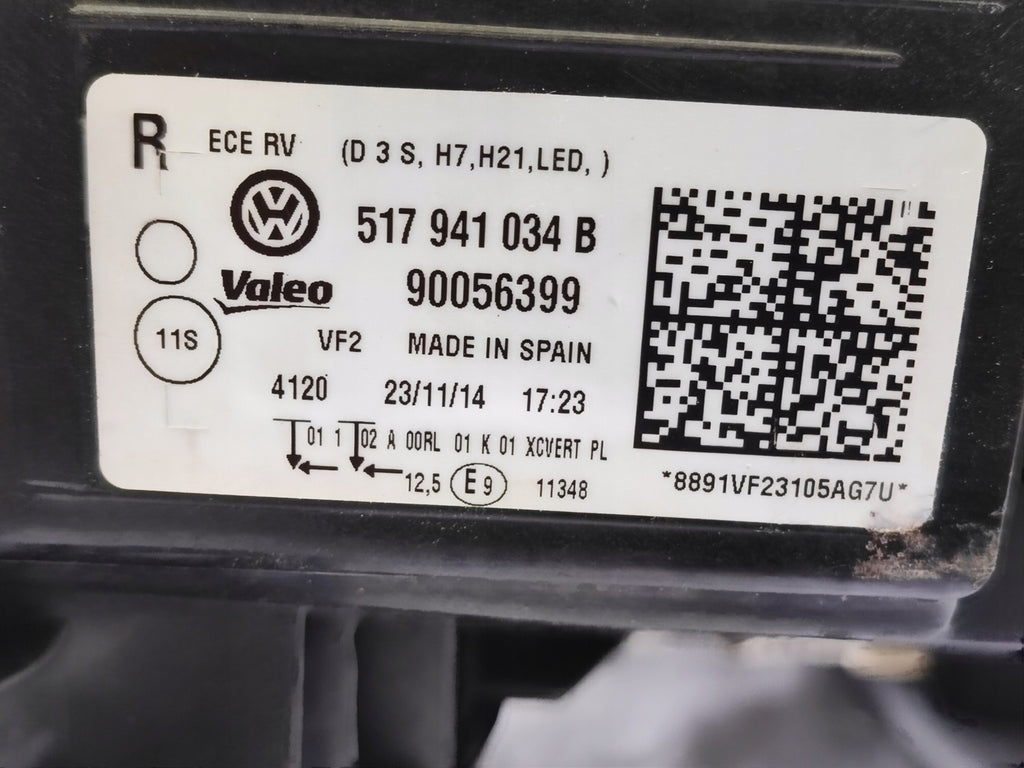 R ECE RV (D 3 S, H7,H21,LED, )
517 941 034 B
Valeo 90056399
11S VF2 MADE IN SPAIN
4120 23/11/14 17:23
01 1 02 A 00RL 01 K 01 XCVERT PL
12,5 E9 11348
*8891VF23105AG7U*